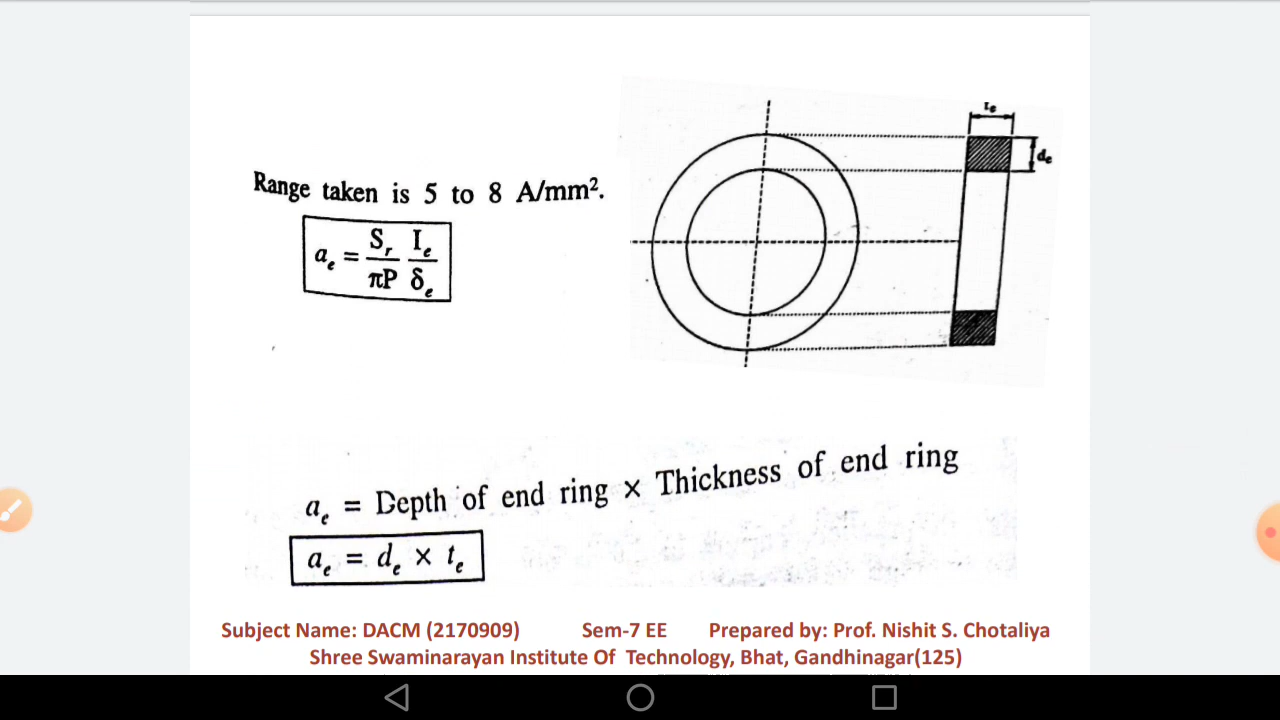 Range taken is 5 to 8 A/mm².
aₑ = Sᵣ/πP Iₑ/δₑ
tₑ
dₑ
aₑ = Depth of end ring × Thickness of end ring
aₑ = dₑ × tₑ
Subject Name: DACM (2170909) Sem-7 EE Prepared by: Prof. Nishit S. Chotaliya
Shree Swaminarayan Institute Of Technology, Bhat, Gandhinagar(125)